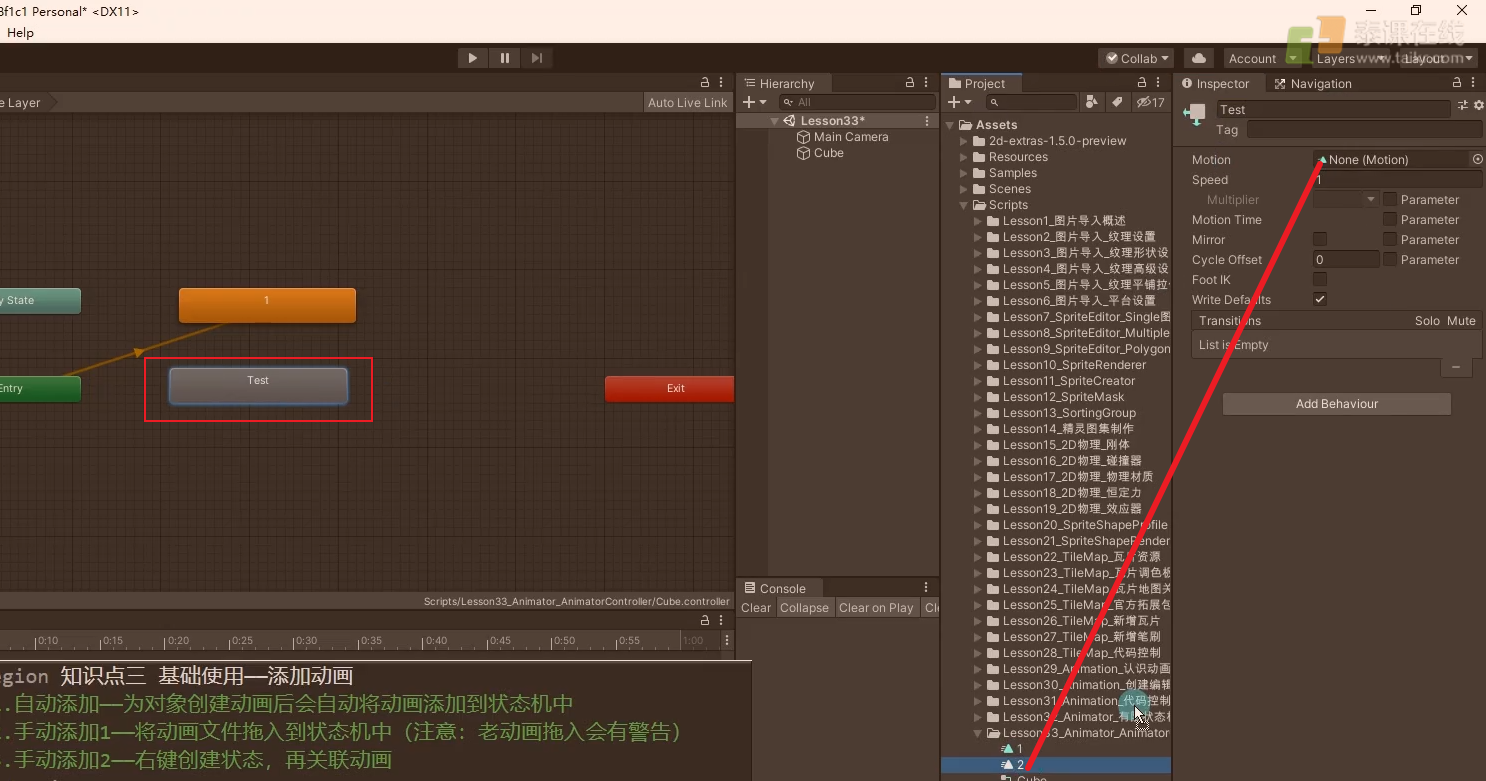 3f1c1 Personal* <DX11>
Help
泰课在线
www.taikr.com
Collab
Account
Layers
Layout
e Layer
Auto Live Link
Hierarchy
All
Lesson33*
Main Camera
Cube
Project
17
Assets
2d-extras-1.5.0-preview
Resources
Samples
Scenes
Scripts
Lesson1_图片导入概述
Lesson2_图片导入_纹理设置
Lesson3_图片导入_纹理形状设
Lesson4_图片导入_纹理高级设
Lesson5_图片导入_纹理平铺拉
Lesson6_图片导入_平台设置
Lesson7_SpriteEditor_Single图
Lesson8_SpriteEditor_Multiple
Lesson9_SpriteEditor_Polygon
Lesson10_SpriteRenderer
Lesson11_SpriteCreator
Lesson12_SpriteMask
Lesson13_SortingGroup
Lesson14_精灵图集制作
Lesson15_2D物理_刚体
Lesson16_2D物理_碰撞器
Lesson17_2D物理_物理材质
Lesson18_2D物理_恒定力
Lesson19_2D物理_效应器
Lesson20_SpriteShapeProfile
Lesson21_SpriteShapeRender
Lesson22_TileMap_瓦片资源
Lesson23_TileMap_瓦片调色板
Lesson24_TileMap_瓦片地图关
Lesson25_TileMap_官方拓展包
Lesson26_TileMap_新增瓦片
Lesson27_TileMap_新增笔刷
Lesson28_TileMap_代码控制
Lesson29_Animation_认识动画
Lesson30_Animation_创建编辑
Lesson31_Animation_代码控制
Lesson32_Animator_有限状态机
Lesson33_Animator_Animator
1
2
Cube
Inspector
Navigation
Test
Tag
Motion
None (Motion)
Speed
1
Multiplier
Parameter
Motion Time
Parameter
Mirror
Parameter
Cycle Offset
0
Parameter
Foot IK
Write Defaults
Transitions
Solo
Mute
List is Empty
Add Behaviour
y State
1
Test
Entry
Exit
Scripts/Lesson33_Animator_AnimatorController/Cube.controller
Console
Clear
Collapse
Clear on Play
Cle
0:10
0:15
0:20
0:25
0:30
0:35
0:40
0:45
0:50
0:55
1:00
egion 知识点三 基础使用——添加动画
.自动添加——为对象创建动画后会自动将动画添加到状态机中
.手动添加1——将动画文件拖入到状态机中（注意：老动画拖入会有警告）
.手动添加2——右键创建状态，再关联动画